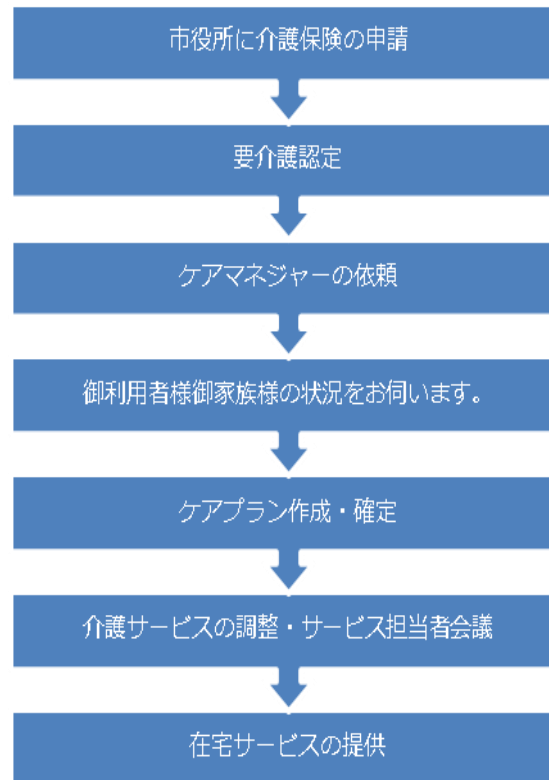 市役所に介護保険の申請
要介護認定
ケアマネジャーの依頼
御利用者様御家族様の状況をお伺います。
ケアプラン作成・確定
介護サービスの調整・サービス担当者会議
在宅サービスの提供